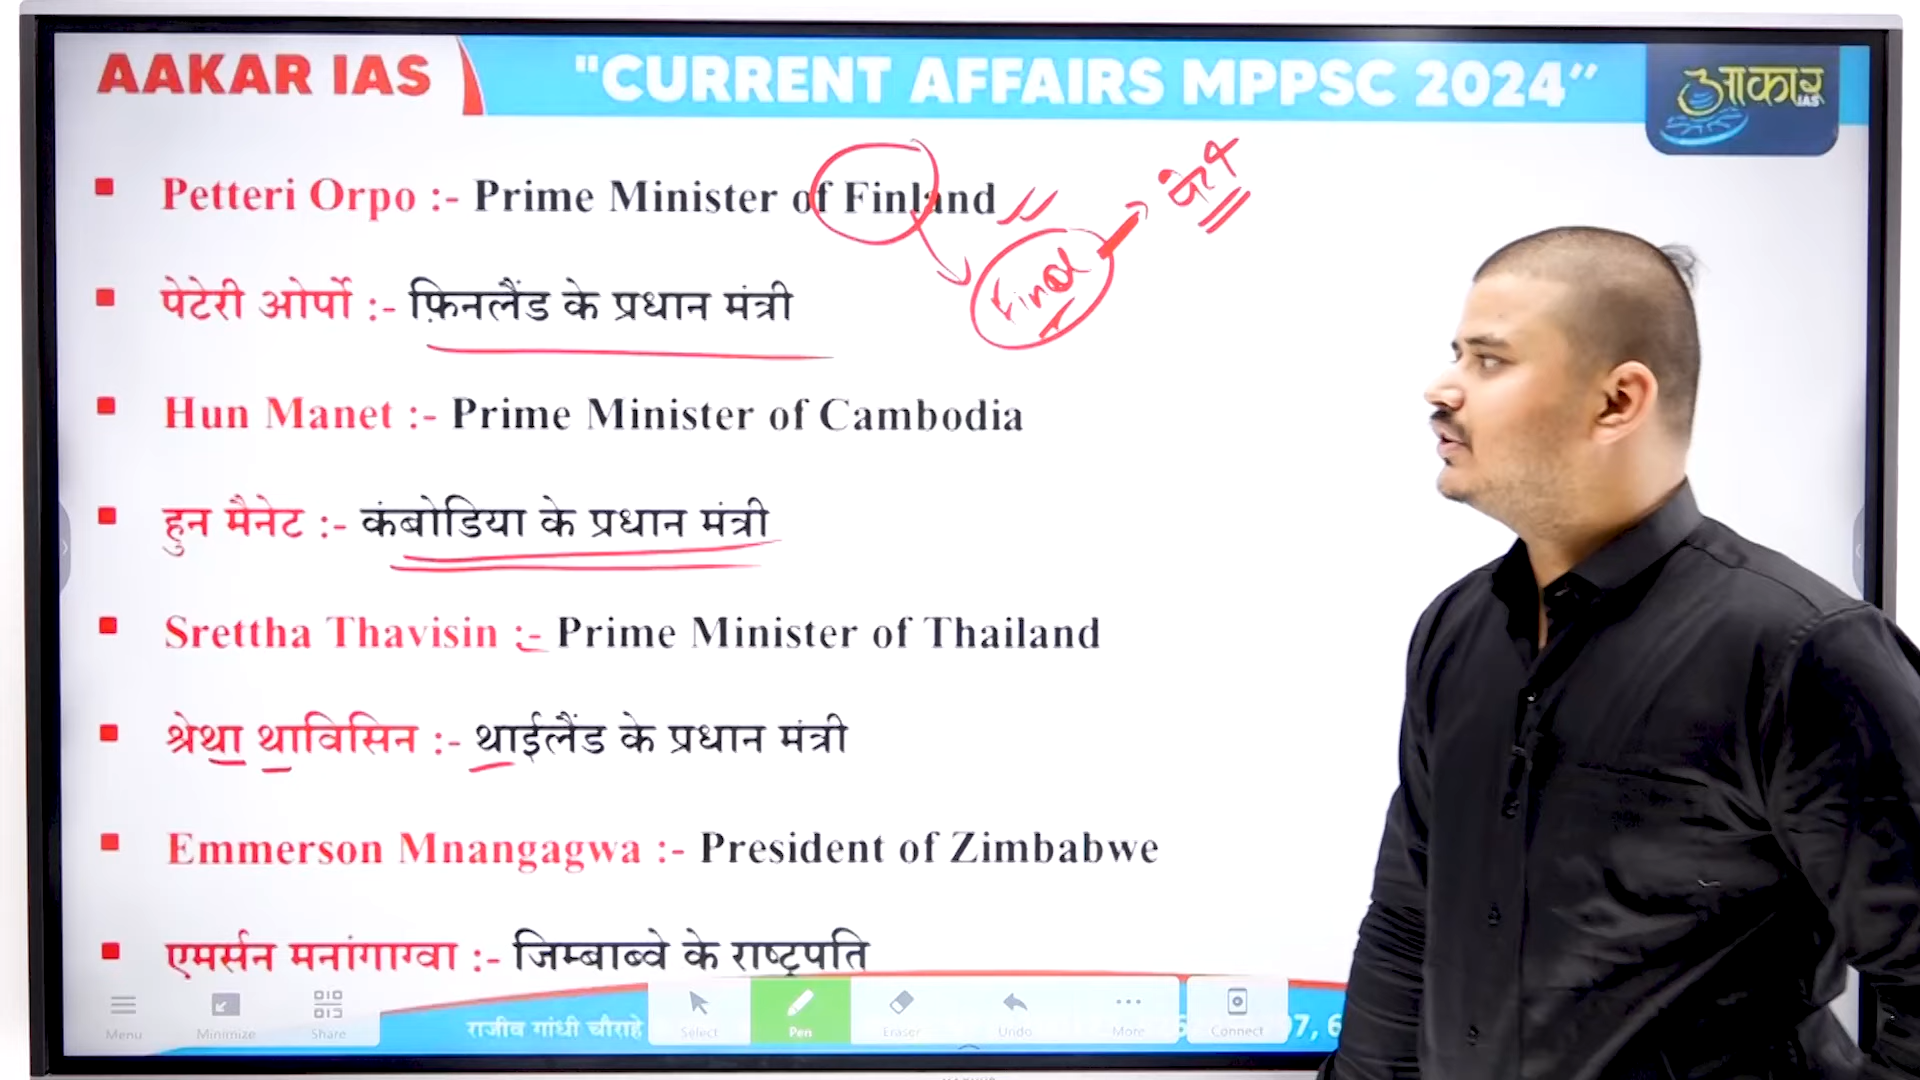 AAKAR IAS
"CURRENT AFFAIRS MPPSC 2024”
आकार
IAS
Petteri Orpo :- Prime Minister of Finland
Final
पेटेरी ओर्पो :- फ़िनलैंड के प्रधान मंत्री
Hun Manet :- Prime Minister of Cambodia
हुन मैनेट :- कंबोडिया के प्रधान मंत्री
Srettha Thavisin :- Prime Minister of Thailand
श्रेथा थाविसिन :- थाईलैंड के प्रधान मंत्री
Emmerson Mnangagwa :- President of Zimbabwe
एमर्सन मनांगाग्वा :- जिम्बाब्वे के राष्ट्रपति
राजीव गांधी चौराहे
Menu Minimize Share Select Pen Eraser Undo More Connect